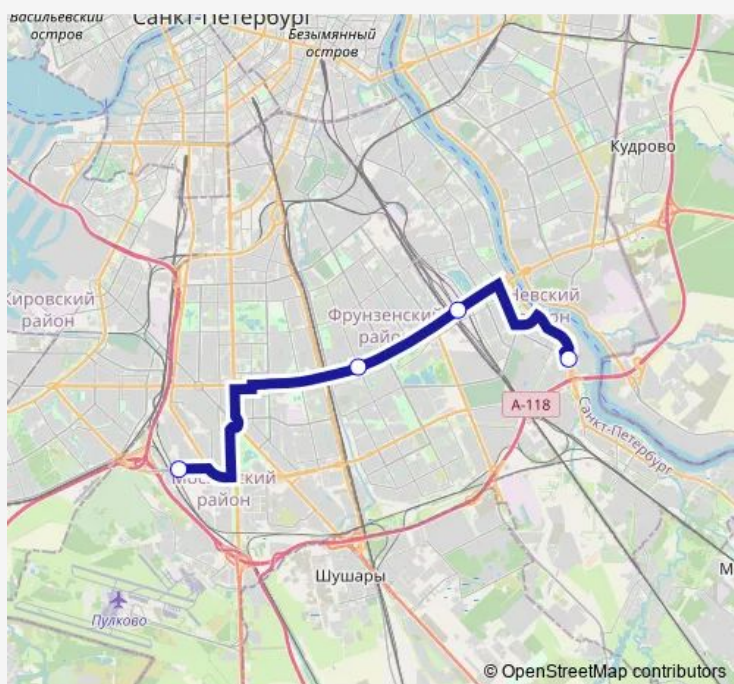 Васильевский
остров
Санкт-Петербург
Безымянный
остров
Кудрово
Кировский
район
Фрунзенский
район
Невский
А-118
Санкт-Петербург
Московский
район
Шушары
Пулково
М
© OpenStreetMap contributors